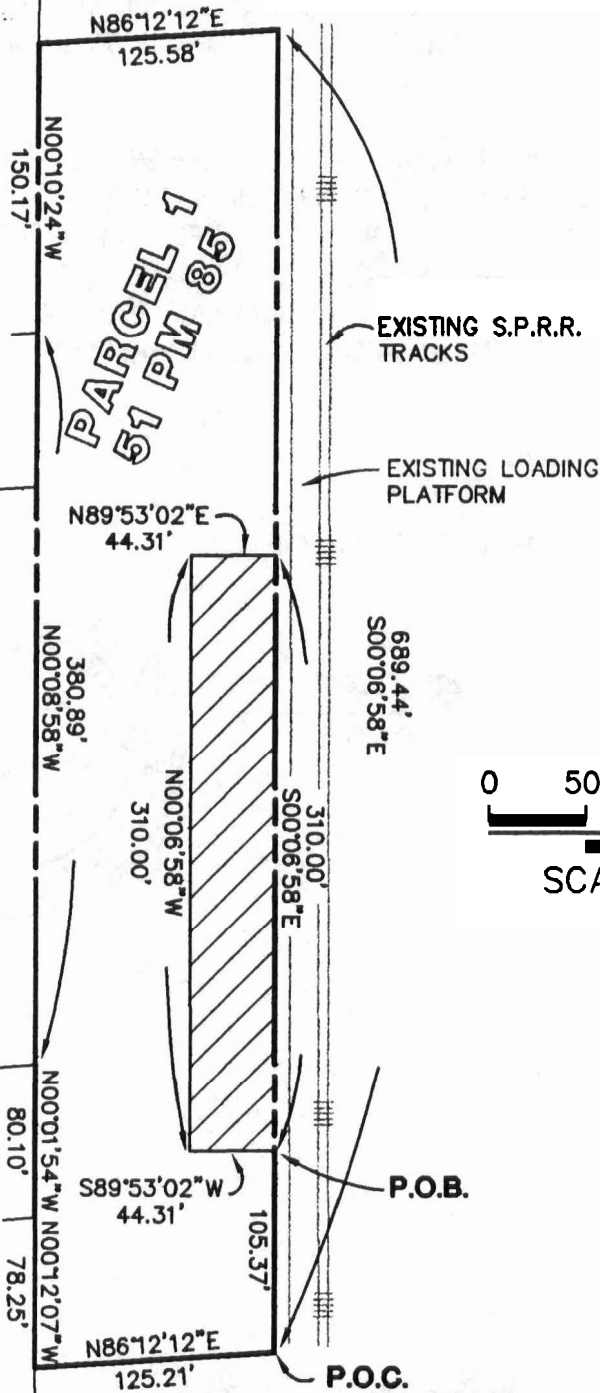 N86°12'12"E
125.58'
N00°10'24"W
150.17'
PARCEL 1
51 PM 85
EXISTING S.P.R.R.
TRACKS
EXISTING LOADING
PLATFORM
N89°53'02"E
44.31'
689.44'
S00°06'58"E
380.89'
N00°08'58"W
310.00'
S00°06'58"E
N00°06'58"W
310.00'
0 50
SCA
N00°01'54"W
80.10'
N00°12'07"W
78.25'
S89°53'02"W
44.31'
P.O.B.
105.37'
N86°12'12"E
125.21'
P.O.C.